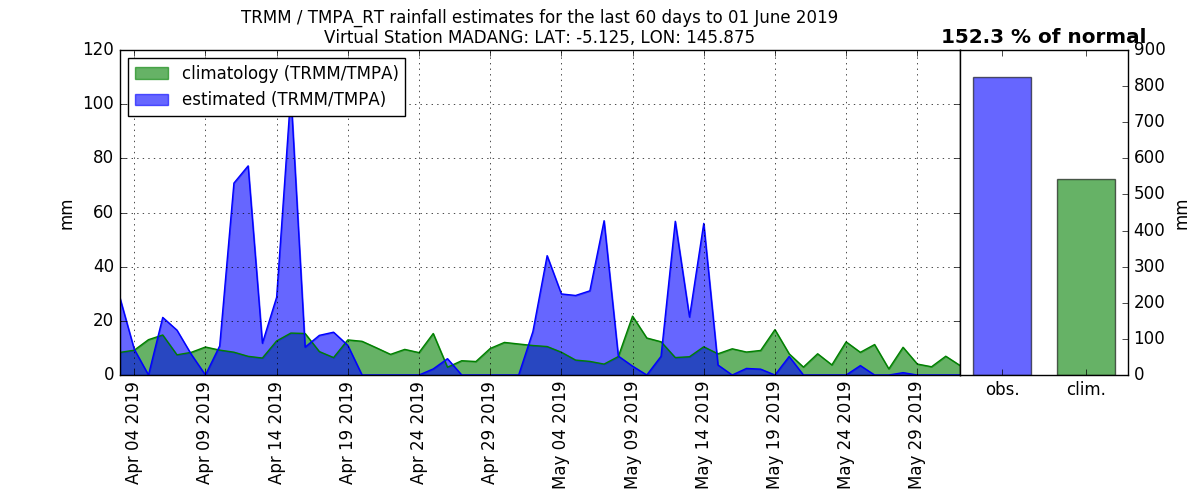 TRMM / TMPA_RT rainfall estimates for the last 60 days to 01 June 2019
Virtual Station MADANG: LAT: -5.125, LON: 145.875
152.3 % of normal
climatology (TRMM/TMPA)
estimated (TRMM/TMPA)
mm
120
100
80
60
40
20
0
Apr 04 2019
Apr 09 2019
Apr 14 2019
Apr 19 2019
Apr 24 2019
Apr 29 2019
May 04 2019
May 09 2019
May 14 2019
May 19 2019
May 24 2019
May 29 2019
900
800
700
600
500
400
300
200
100
0
mm
obs.
clim.